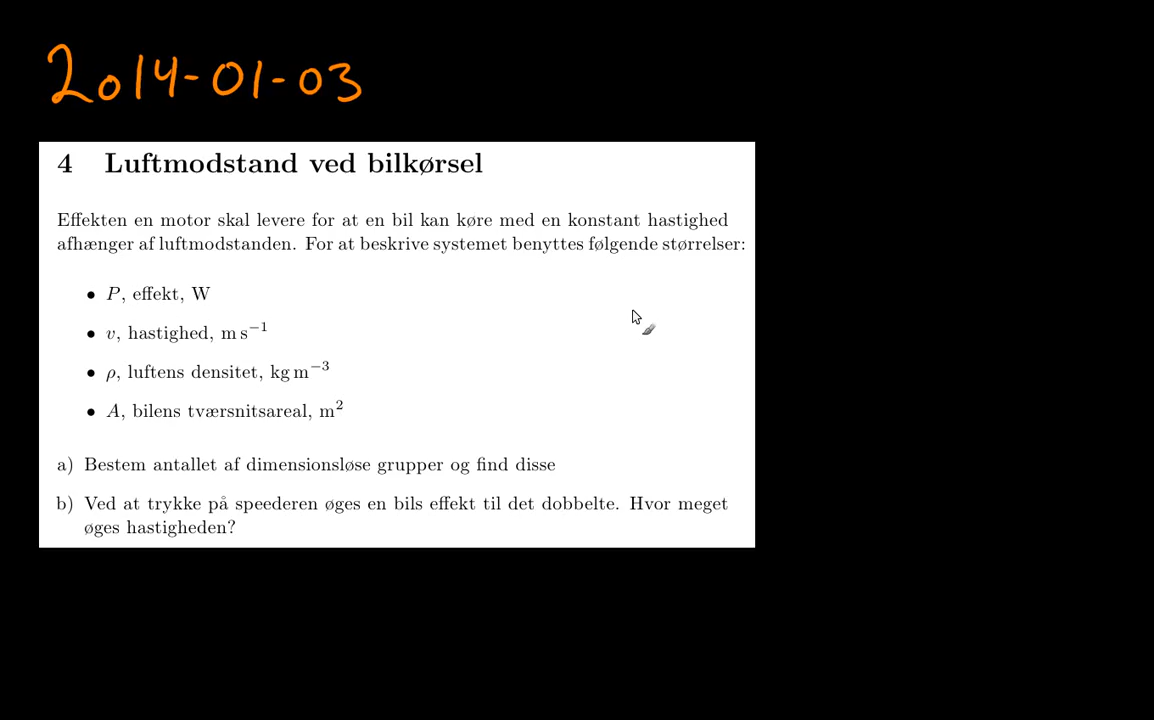 2014-01-03
4 Luftmodstand ved bilkørsel
Effekten en motor skal levere for at en bil kan køre med en konstant hastighed
afhænger af luftmodstanden. For at beskrive systemet benyttes følgende størrelser:
• P, effekt, W
• v, hastighed, m s⁻¹
• ρ, luftens densitet, kg m⁻³
• A, bilens tværsnitsareal, m²
a) Bestem antallet af dimensionsløse grupper og find disse
b) Ved at trykke på speederen øges en bils effekt til det dobbelte. Hvor meget
øges hastigheden?